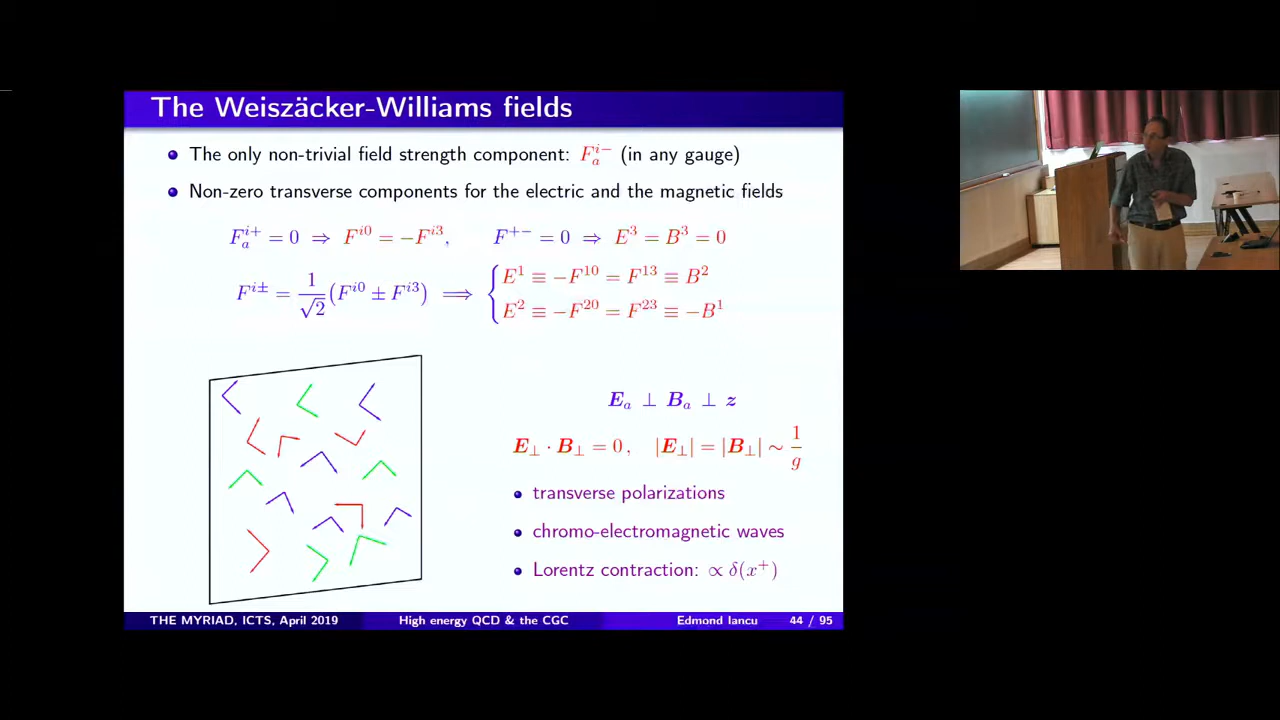 The Weiszäcker-Williams fields
The only non-trivial field strength component: F_a^{i−} (in any gauge)
Non-zero transverse components for the electric and the magnetic fields
F_a^{i+} = 0 ⇒ F^{i0} = −F^{i3}, F^{+−} = 0 ⇒ E^3 = B^3 = 0
F^{i±} = 1/√2 (F^{i0} ± F^{i3}) ⟹ { E^1 ≡ −F^{10} = F^{13} ≡ B^2
E^2 ≡ −F^{20} = F^{23} ≡ −B^1
E_a ⊥ B_a ⊥ z
E_⊥ · B_⊥ = 0, |E_⊥| = |B_⊥| ~ 1/g
transverse polarizations
chromo-electromagnetic waves
Lorentz contraction: ∝ δ(x^+)
THE MYRIAD, ICTS, April 2019 High energy QCD & the CGC Edmond Iancu 44 / 95